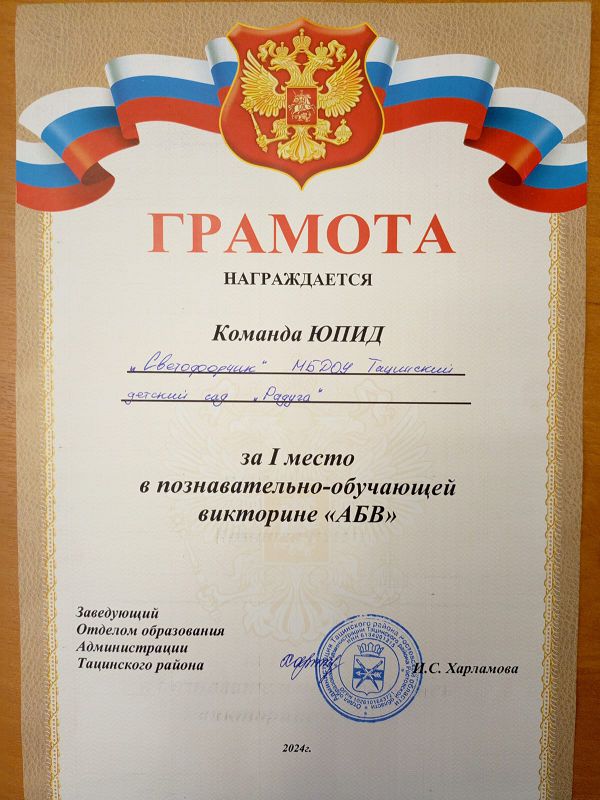 ГРАМОТА
НАГРАЖДАЕТСЯ
Команда ЮПИД
„Светофорчик“ МБДОУ Тацинский
детский сад „Радуга“
за I место
в познавательно-обучающей
викторине «АБВ»
Заведующий
Отделом образования
Администрации
Тацинского района
И.С. Харламова
2024г.